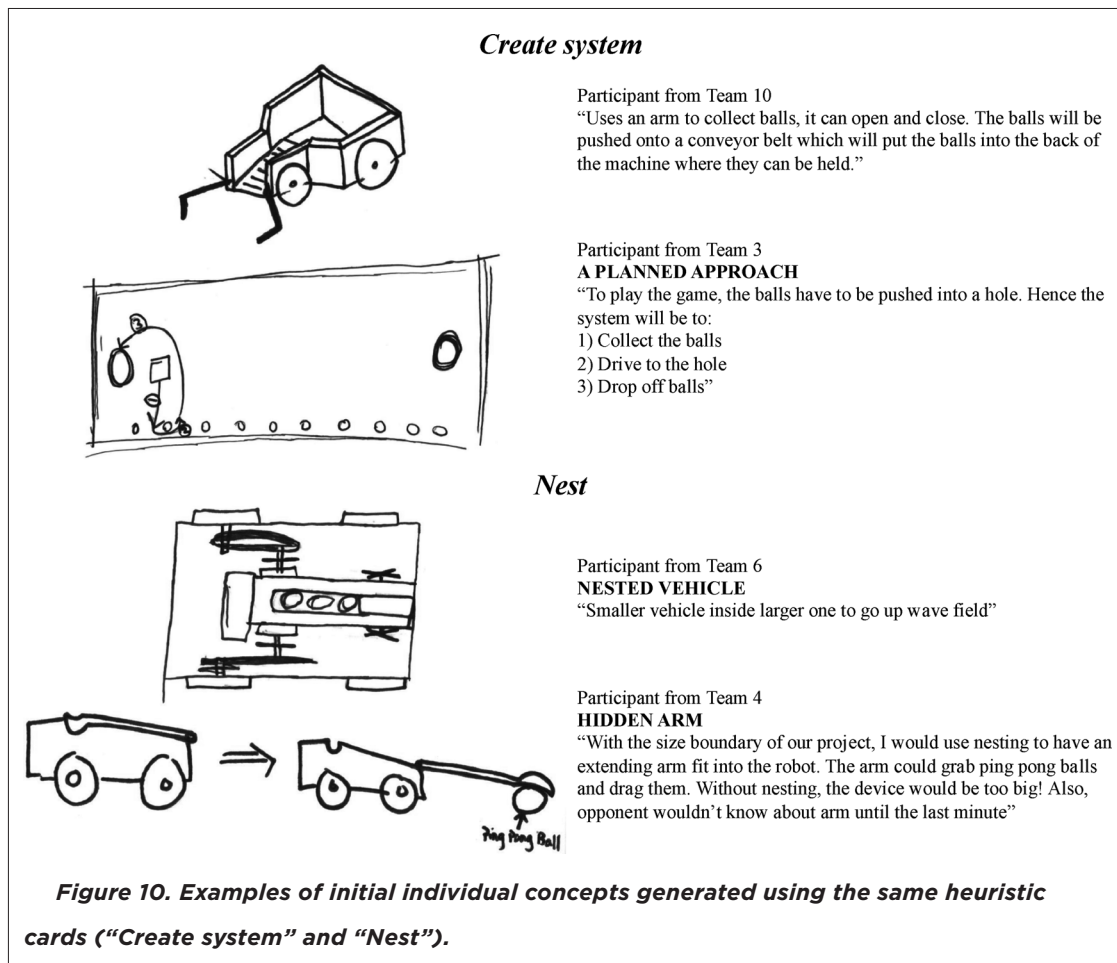 Create system
Participant from Team 10
“Uses an arm to collect balls, it can open and close. The balls will be
pushed onto a conveyor belt which will put the balls into the back of
the machine where they can be held.”
Participant from Team 3
A PLANNED APPROACH
“To play the game, the balls have to be pushed into a hole. Hence the
system will be to:
1) Collect the balls
2) Drive to the hole
3) Drop off balls”
Nest
Participant from Team 6
NESTED VEHICLE
“Smaller vehicle inside larger one to go up wave field”
Participant from Team 4
HIDDEN ARM
“With the size boundary of our project, I would use nesting to have an
extending arm fit into the robot. The arm could grab ping pong balls
and drag them. Without nesting, the device would be too big! Also,
opponent wouldn’t know about arm until the last minute”
Ping Pong Ball
Figure 10. Examples of initial individual concepts generated using the same heuristic
cards (“Create system” and “Nest”).